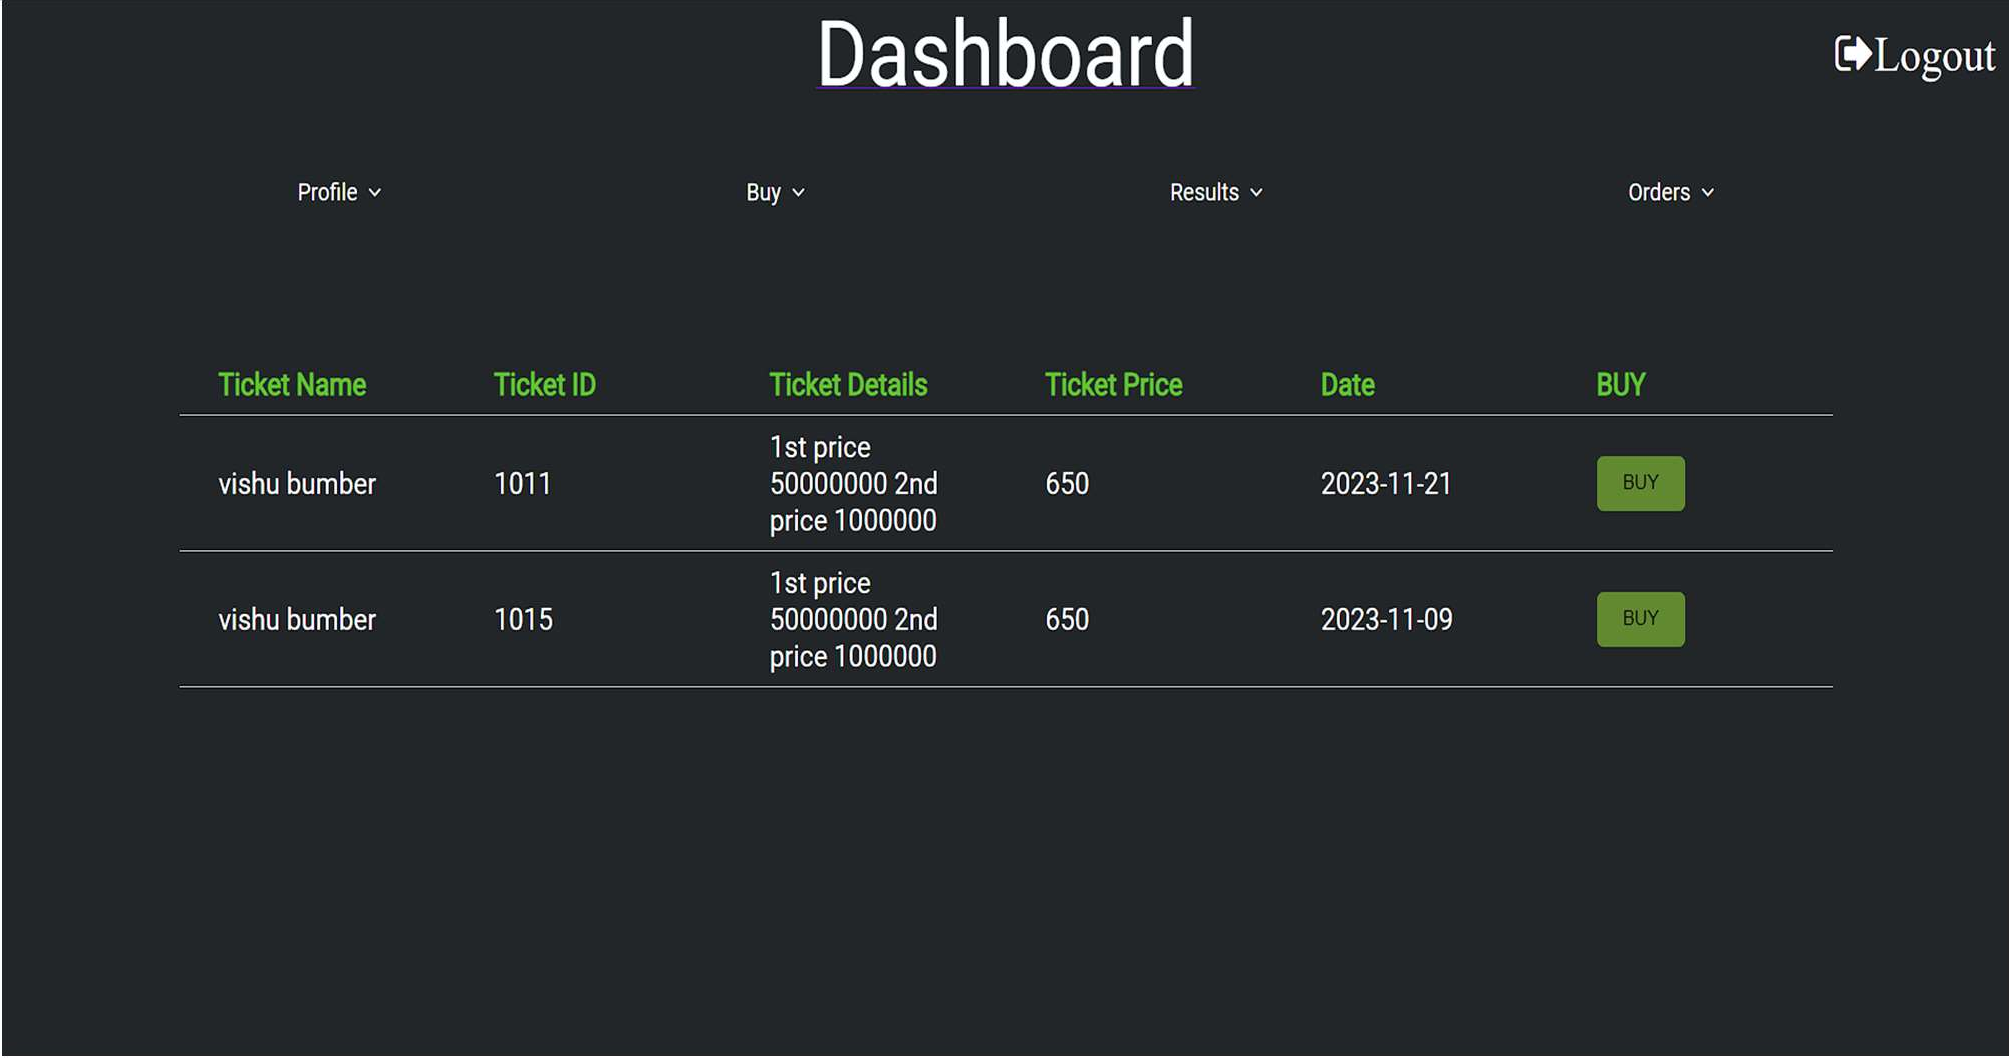 Dashboard
Logout
Profile
Buy
Results
Orders
Ticket Name Ticket ID Ticket Details Ticket Price Date BUY
1st price
vishu bumber 1011 50000000 2nd 650 2023-11-21 BUY
price 1000000
1st price
vishu bumber 1015 50000000 2nd 650 2023-11-09 BUY
price 1000000